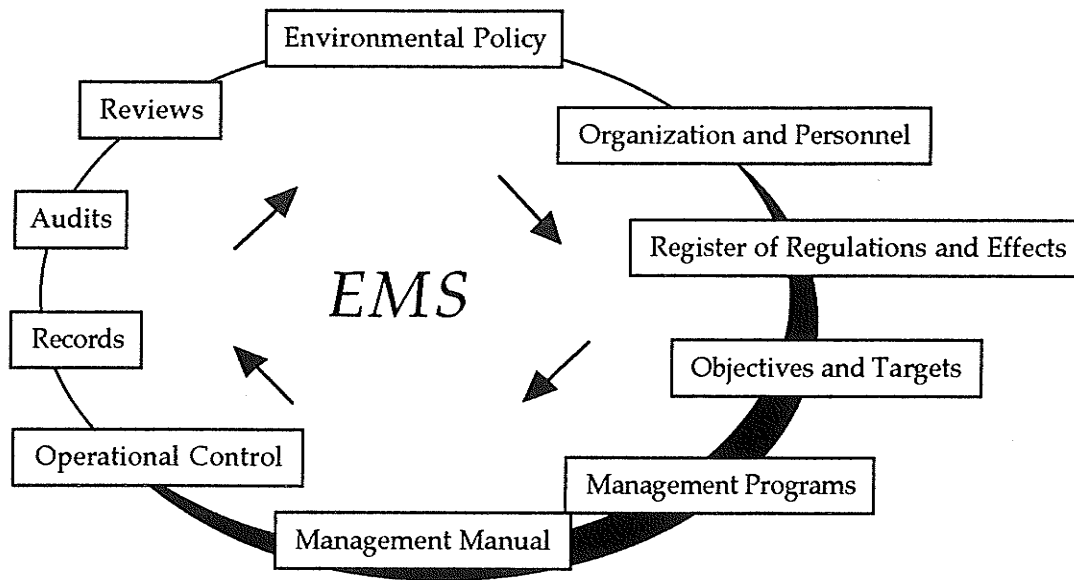 Environmental Policy
Reviews
Organization and Personnel
Audits
Register of Regulations and Effects
EMS
Records
Objectives and Targets
Operational Control
Management Programs
Management Manual